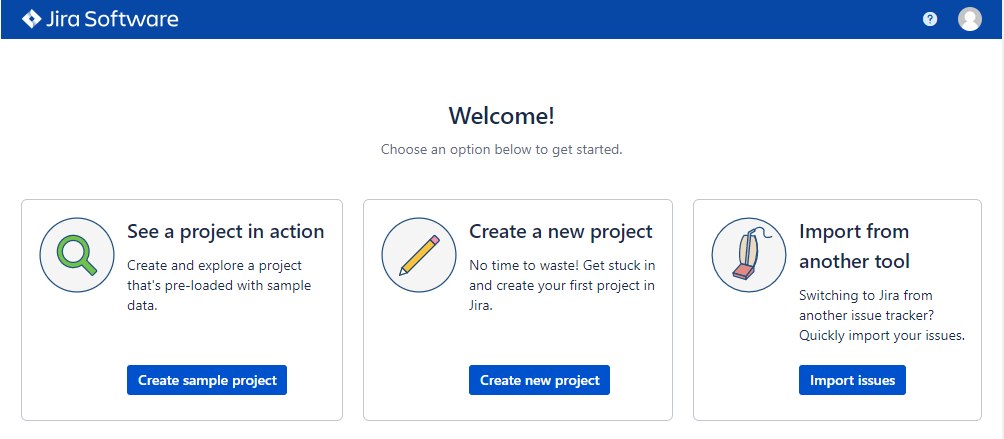 Jira Software
?
Welcome!
Choose an option below to get started.
See a project in action
Create and explore a project
that's pre-loaded with sample
data.
Create sample project
Create a new project
No time to waste! Get stuck in
and create your first project in
Jira.
Create new project
Import from
another tool
Switching to Jira from
another issue tracker?
Quickly import your issues.
Import issues